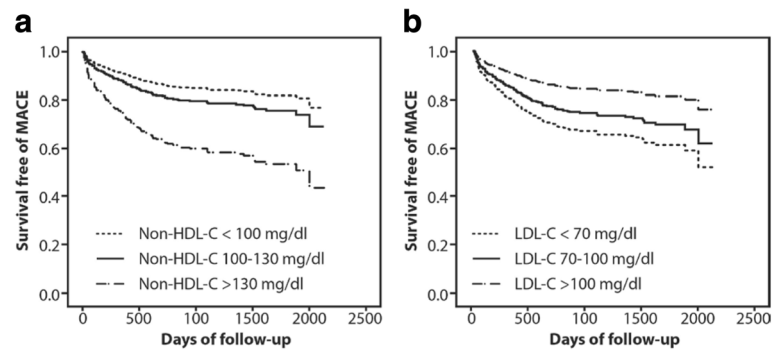 a
1.0
0.8
0.6
0.4
0.2
0.0
Survival free of MACE
Non-HDL-C < 100 mg/dl
Non-HDL-C 100-130 mg/dl
Non-HDL-C >130 mg/dl
0 500 1000 1500 2000 2500
Days of follow-up
b
1.0
0.8
0.6
0.4
0.2
0.0
Survival free of MACE
LDL-C < 70 mg/dl
LDL-C 70-100 mg/dl
LDL-C >100 mg/dl
0 500 100 1500 2000 2500
Days of follow-up